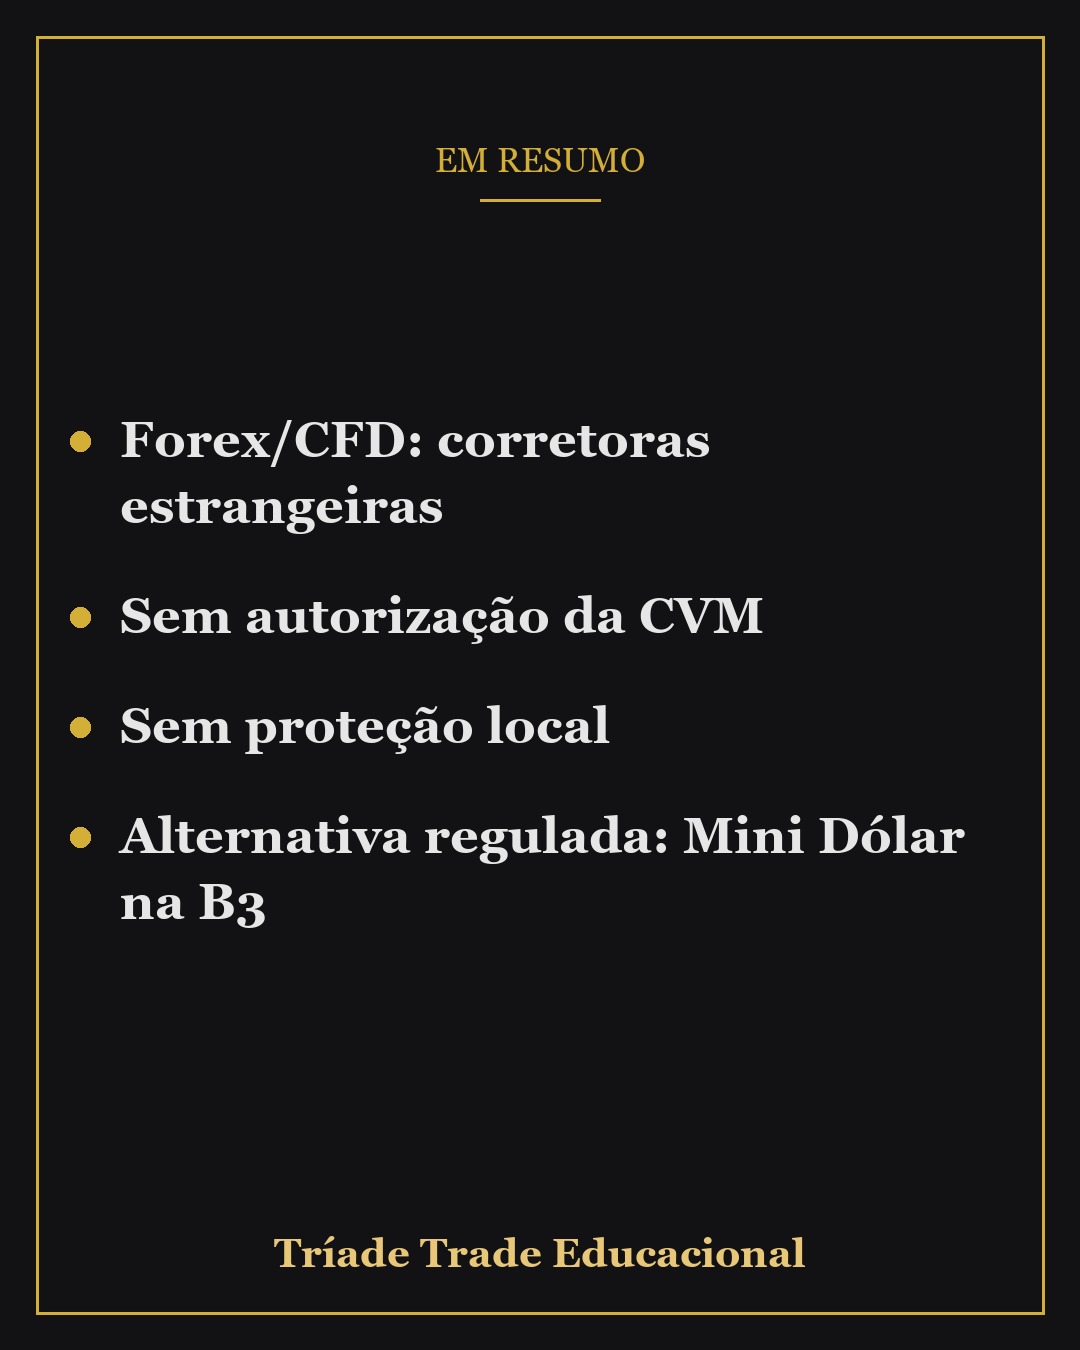 EM RESUMO
Forex/CFD: corretoras
estrangeiras
Sem autorização da CVM
Sem proteção local
Alternativa regulada: Mini Dólar
na B3
Tríade Trade Educacional